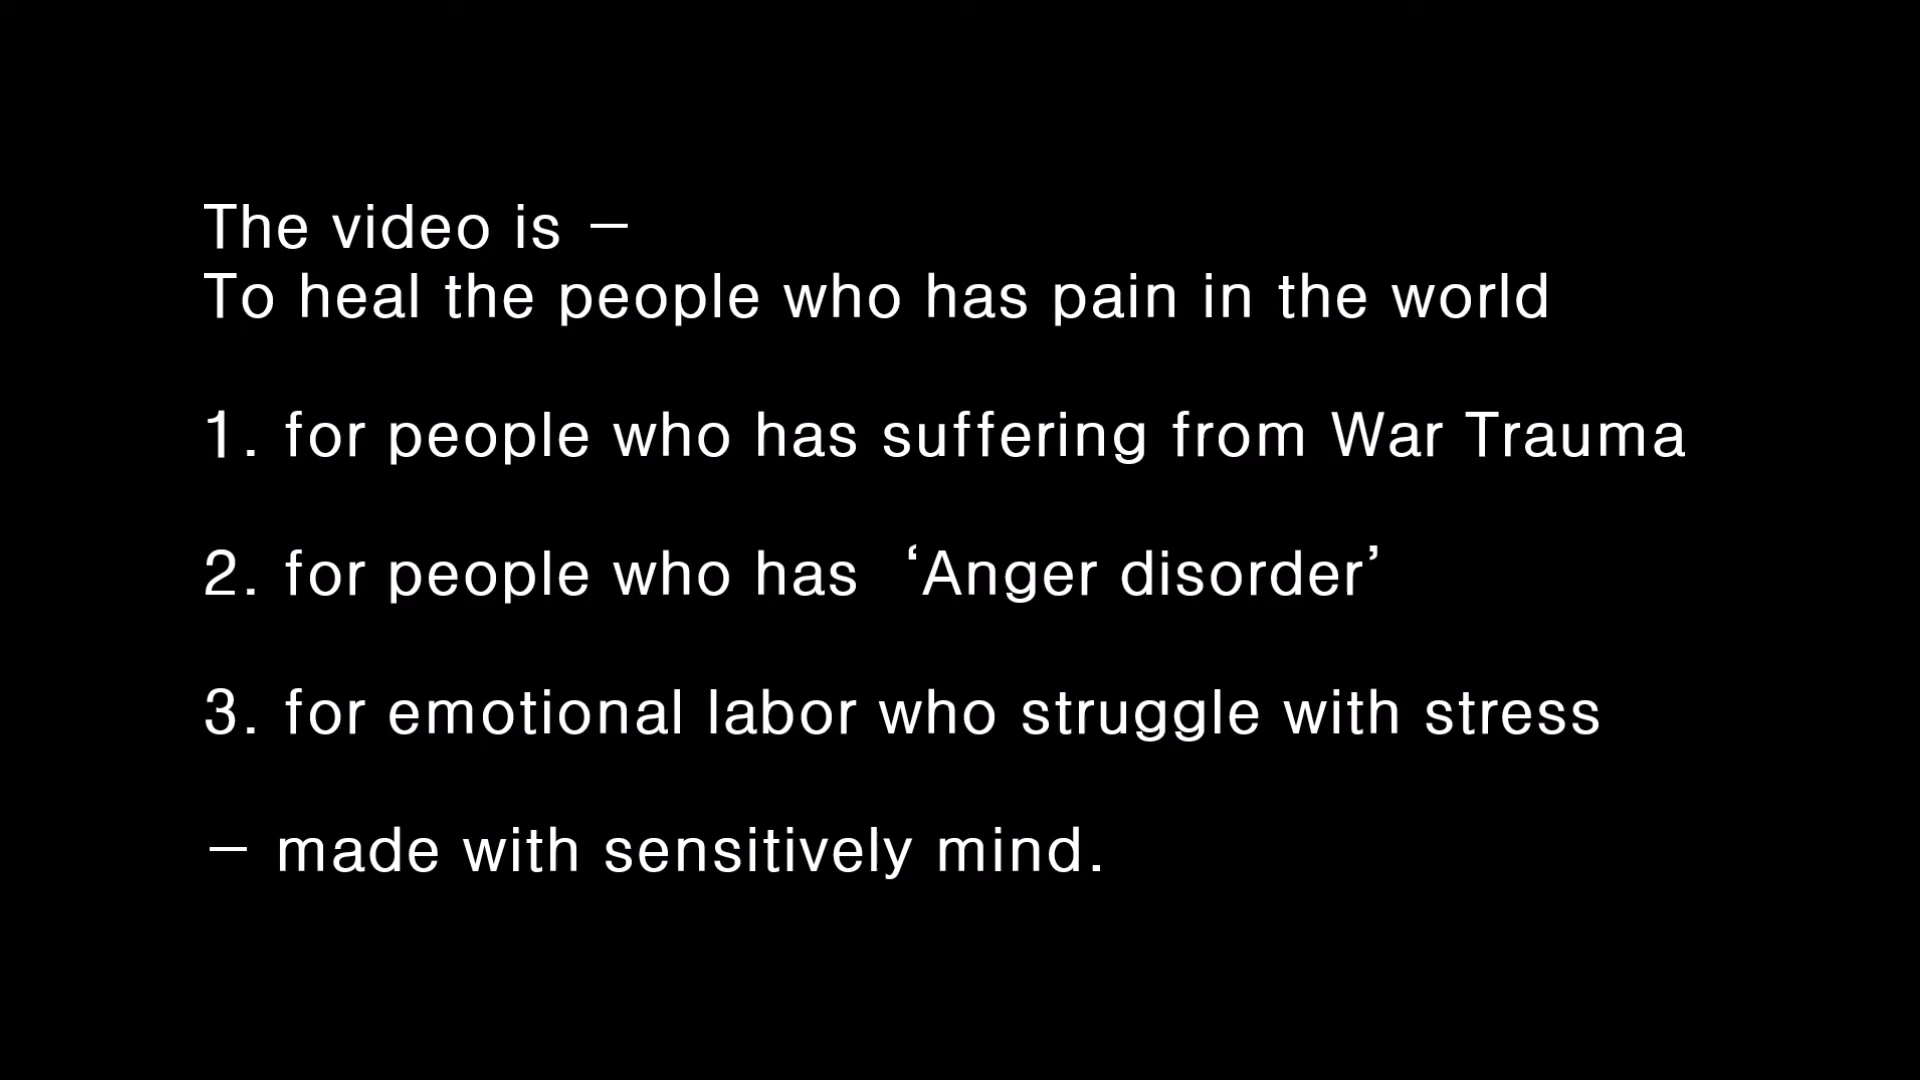 The video is –
To heal the people who has pain in the world
1. for people who has suffering from War Trauma
2. for people who has ‘Anger disorder’
3. for emotional labor who struggle with stress
– made with sensitively mind.